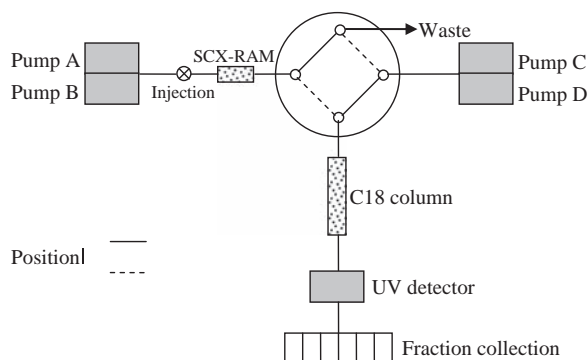 Waste
SCX-RAM
Pump A
Pump B
Injection
Pump C
Pump D
C18 column
Position I
UV detector
Fraction collection